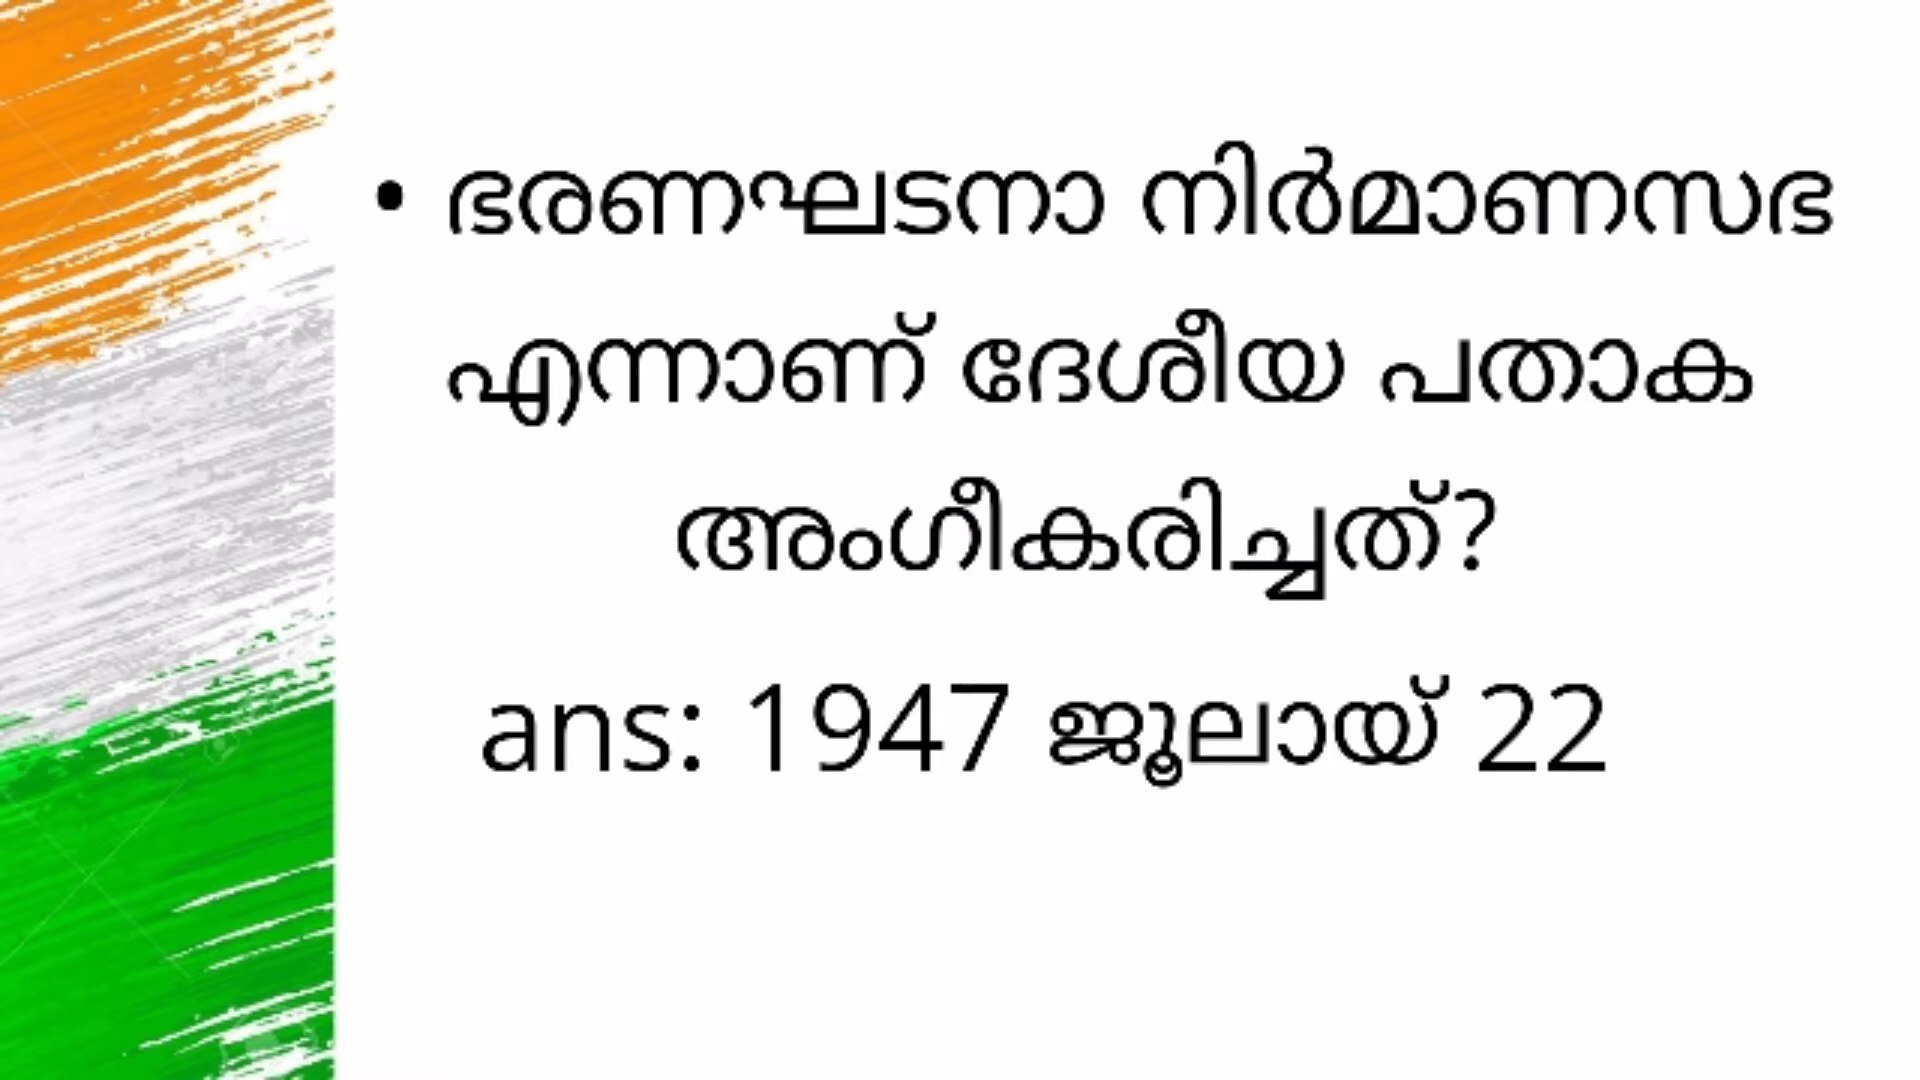 • ഭരണഘടനാ നിർമാണസഭ
എന്നാണ് ദേശീയ പതാക
അംഗീകരിച്ചത്?
ans: 1947 ജൂലായ് 22